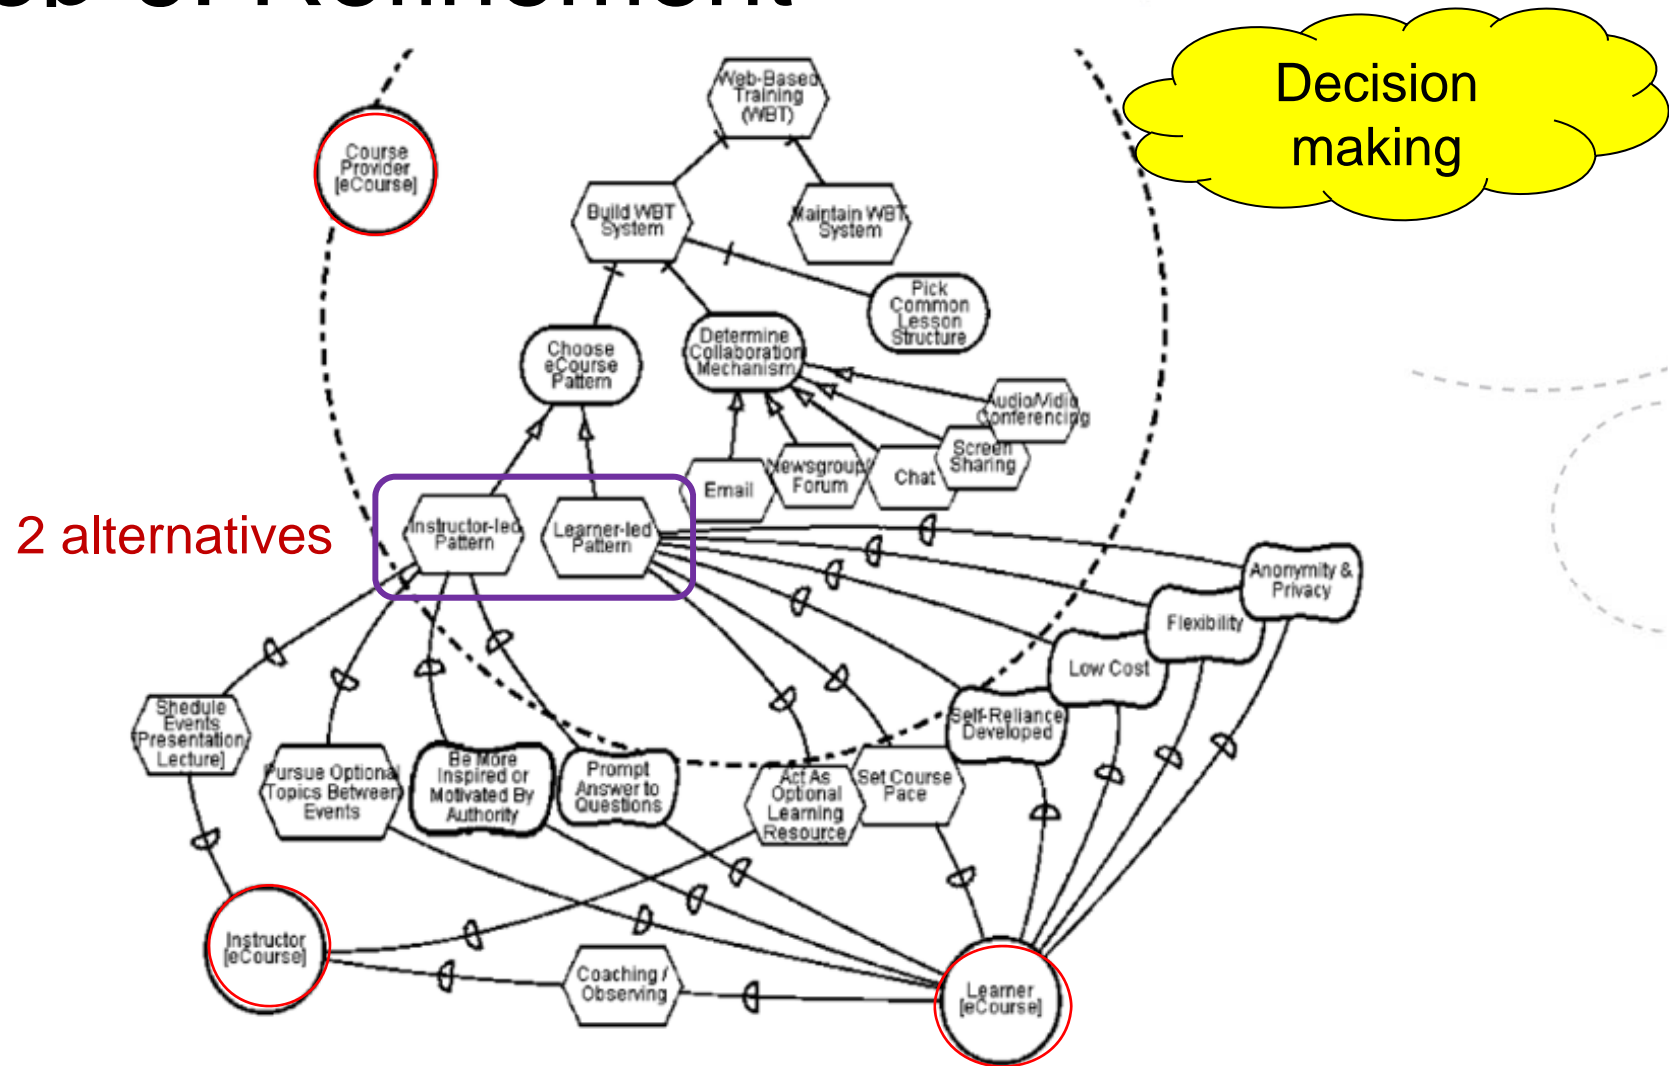 of Refinement
Decision
making
Web-Based
Training
(WBT)
Course
Provider
[eCourse]
Build WBT
System
Maintain WBT
System
Pick
Common
Lesson
Structure
Choose
eCourse
Pattern
Determine
Collaboration
Mechanism
Audio/Vidio
Conferencing
Screen
Sharing
Email
Newsgroup/
Forum
Chat
2 alternatives
Instructor-led
Pattern
Learner-led
Pattern
Anonymity &
Privacy
Flexibility
Low Cost
Self-Reliance
Developed
Shedule
Events
[Presentation
Lecture]
Pursue Optional
Topics Between
Events
Be More
Inspired or
Motivated By
Authority
Prompt
Answer to
Questions
Act As
Optional
Learning
Resource
Set Course
Pace
Instructor
[eCourse]
Coaching /
Observing
Learner
[eCourse]